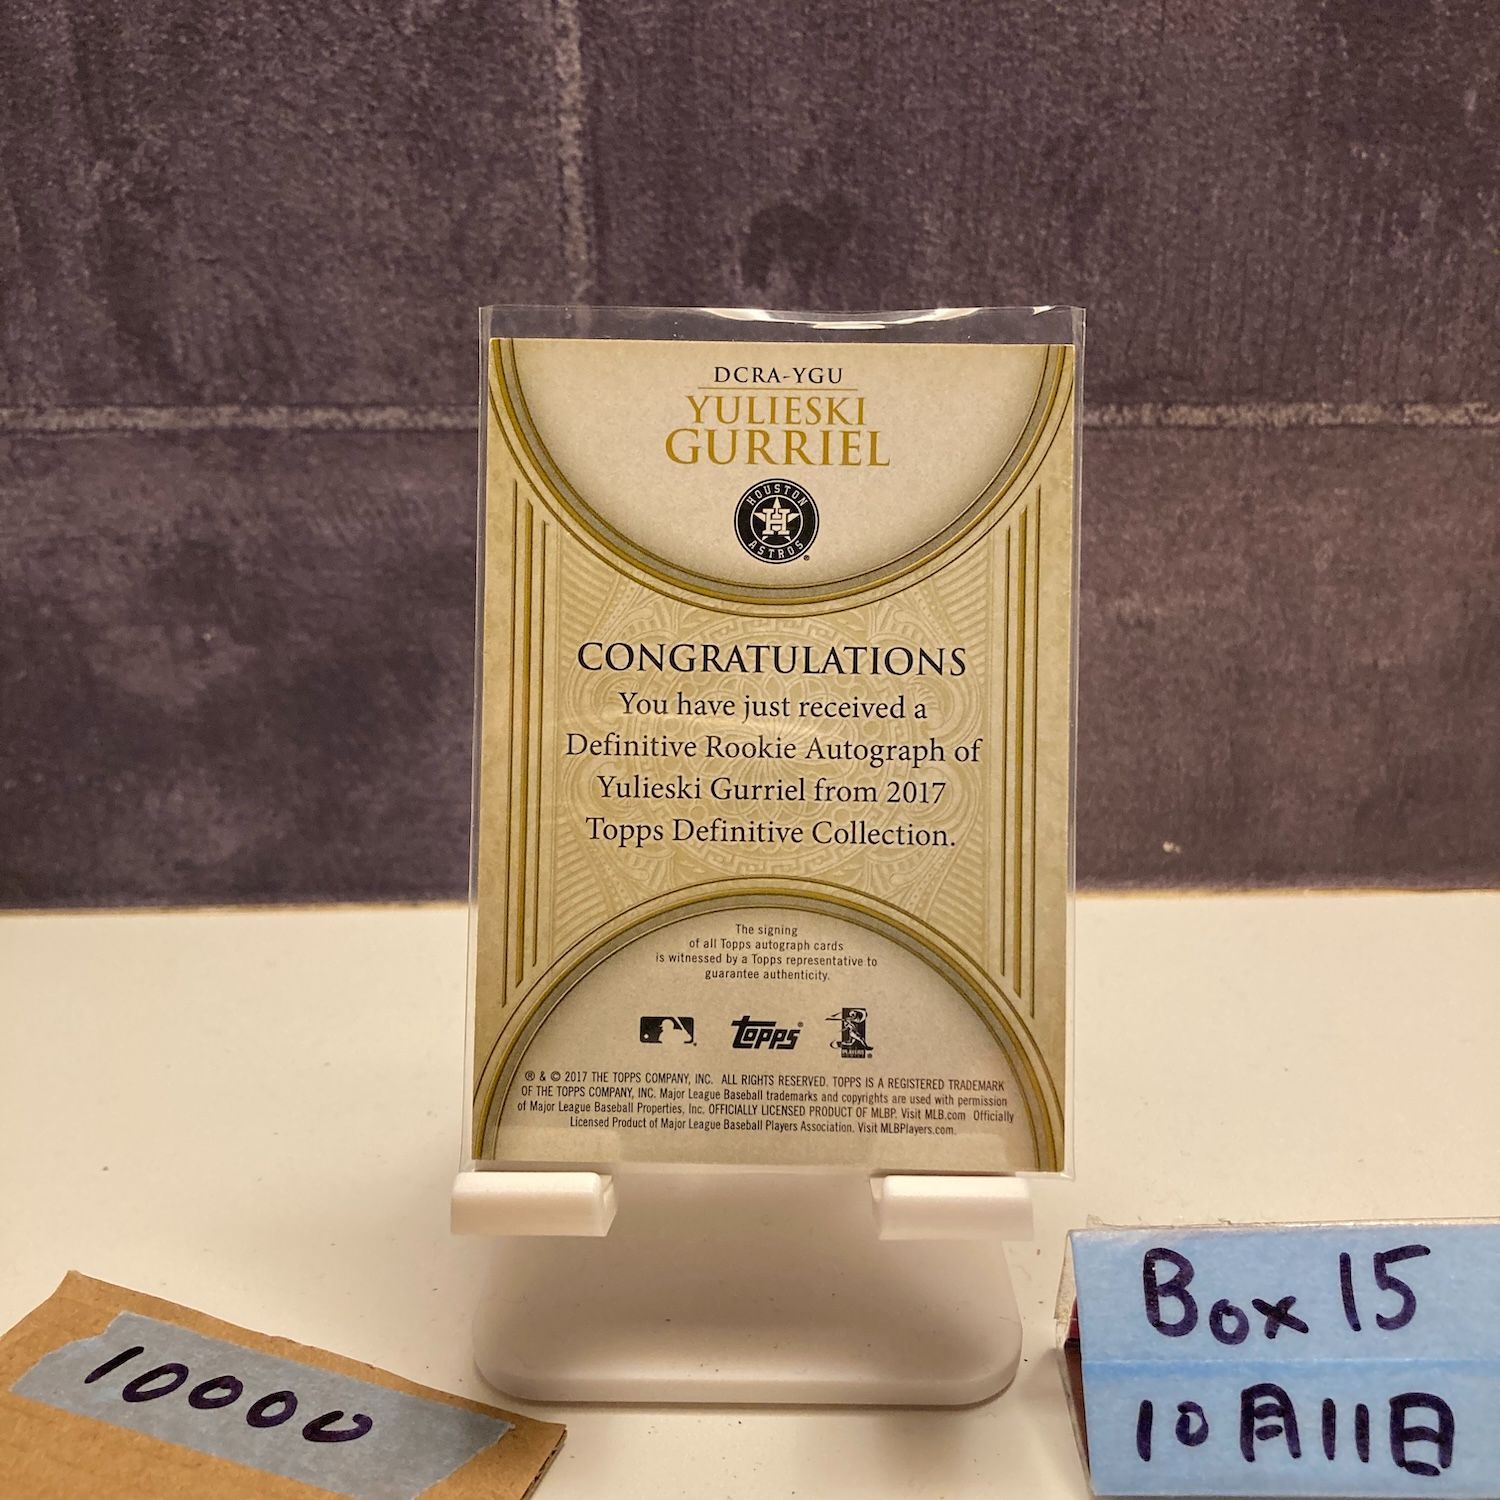 DCRA-YGU
YULIESKI
GURRIEL
HOUSTON
H
ASTROS
CONGRATULATIONS
You have just received a
Definitive Rookie Autograph of
Yulieski Gurriel from 2017
Topps Definitive Collection.
The signing
of all Topps autograph cards
is witnessed by a Topps representative to
guarantee authenticity.
topps
PLAYERS
® & © 2017 THE TOPPS COMPANY, INC. ALL RIGHTS RESERVED. TOPPS IS A REGISTERED TRADEMARK
OF THE TOPPS COMPANY, INC. Major League Baseball trademarks and copyrights are used with permission
of Major League Baseball Properties, Inc. OFFICIALLY LICENSED PRODUCT OF MLBP. Visit MLB.com Officially
Licensed Product of Major League Baseball Players Association. Visit MLBPlayers.com.
10000
Box 15
10月11日